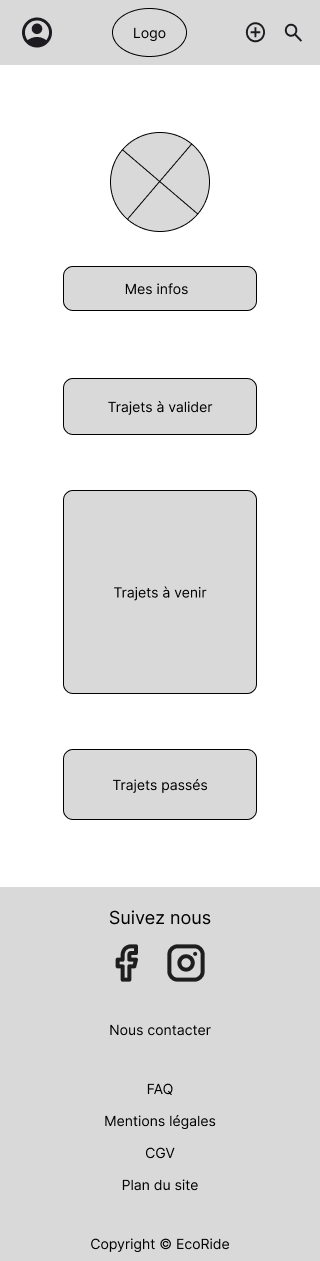 Logo
Mes infos
Trajets à valider
Trajets à venir
Trajets passés
Suivez nous
Nous contacter
FAQ
Mentions légales
CGV
Plan du site
Copyright © EcoRide